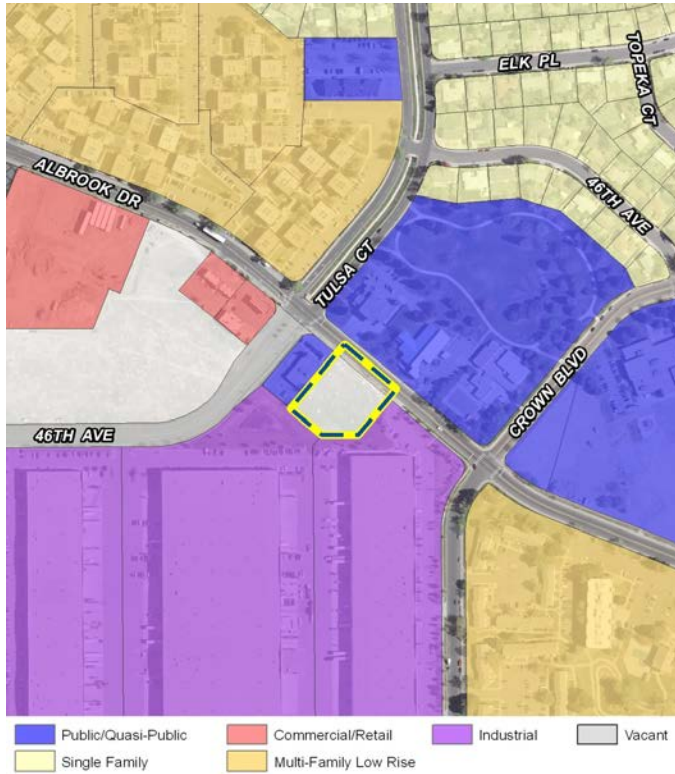 ELK PL
TOPEKA CT
46TH AVE
ALBROOK DR
TULSA CT
CROWN BLVD
46TH AVE
Public/Quasi-Public
Commercial/Retail
Industrial
Vacant
Single Family
Multi-Family Low Rise